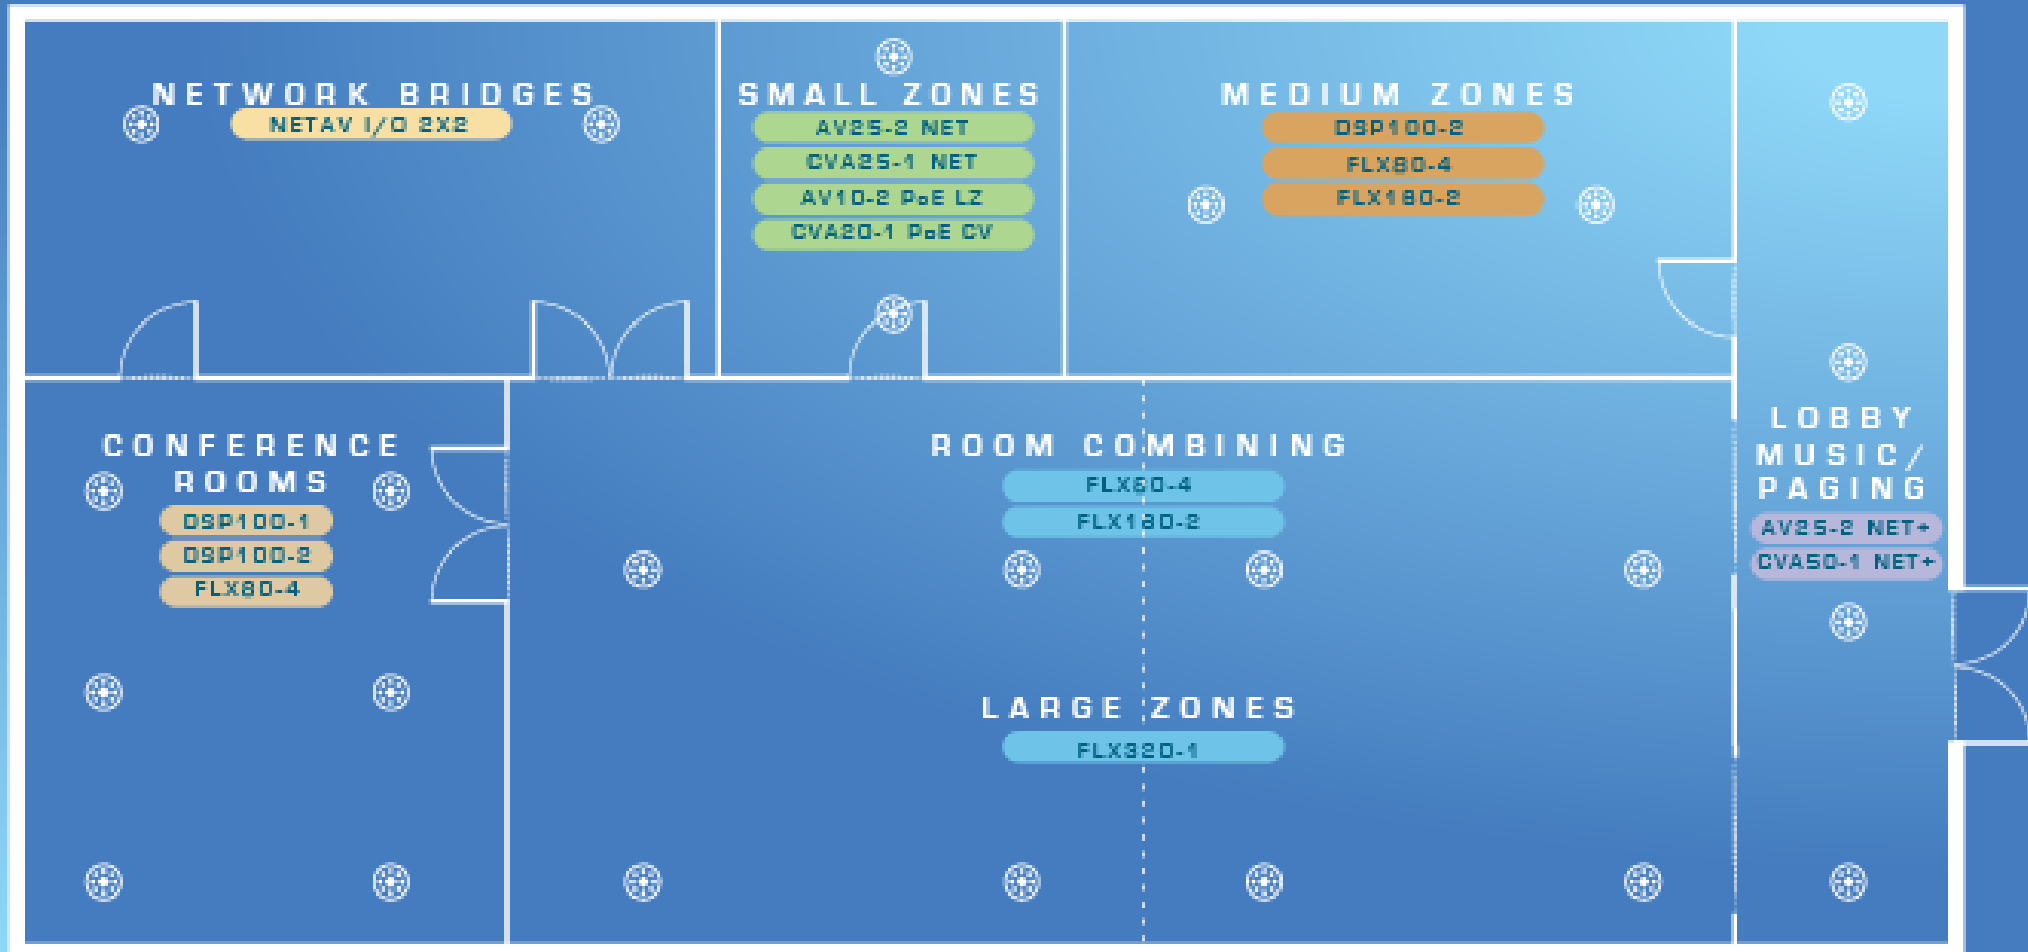 NETWORK BRIDGES
NETAV I/O 2X2
SMALL ZONES
AV25-2 NET
CVA25-1 NET
AV10-2 PoE LZ
CVA20-1 PoE CV
MEDIUM ZONES
DSP100-2
FLX80-4
FLX160-2
LOBBY
MUSIC/
PAGING
AV25-2 NET+
CVA50-1 NET+
CONFERENCE
ROOMS
DSP100-1
DSP100-2
FLX80-4
ROOM COMBINING
FLX80-4
FLX160-2
LARGE ZONES
FLX320-1